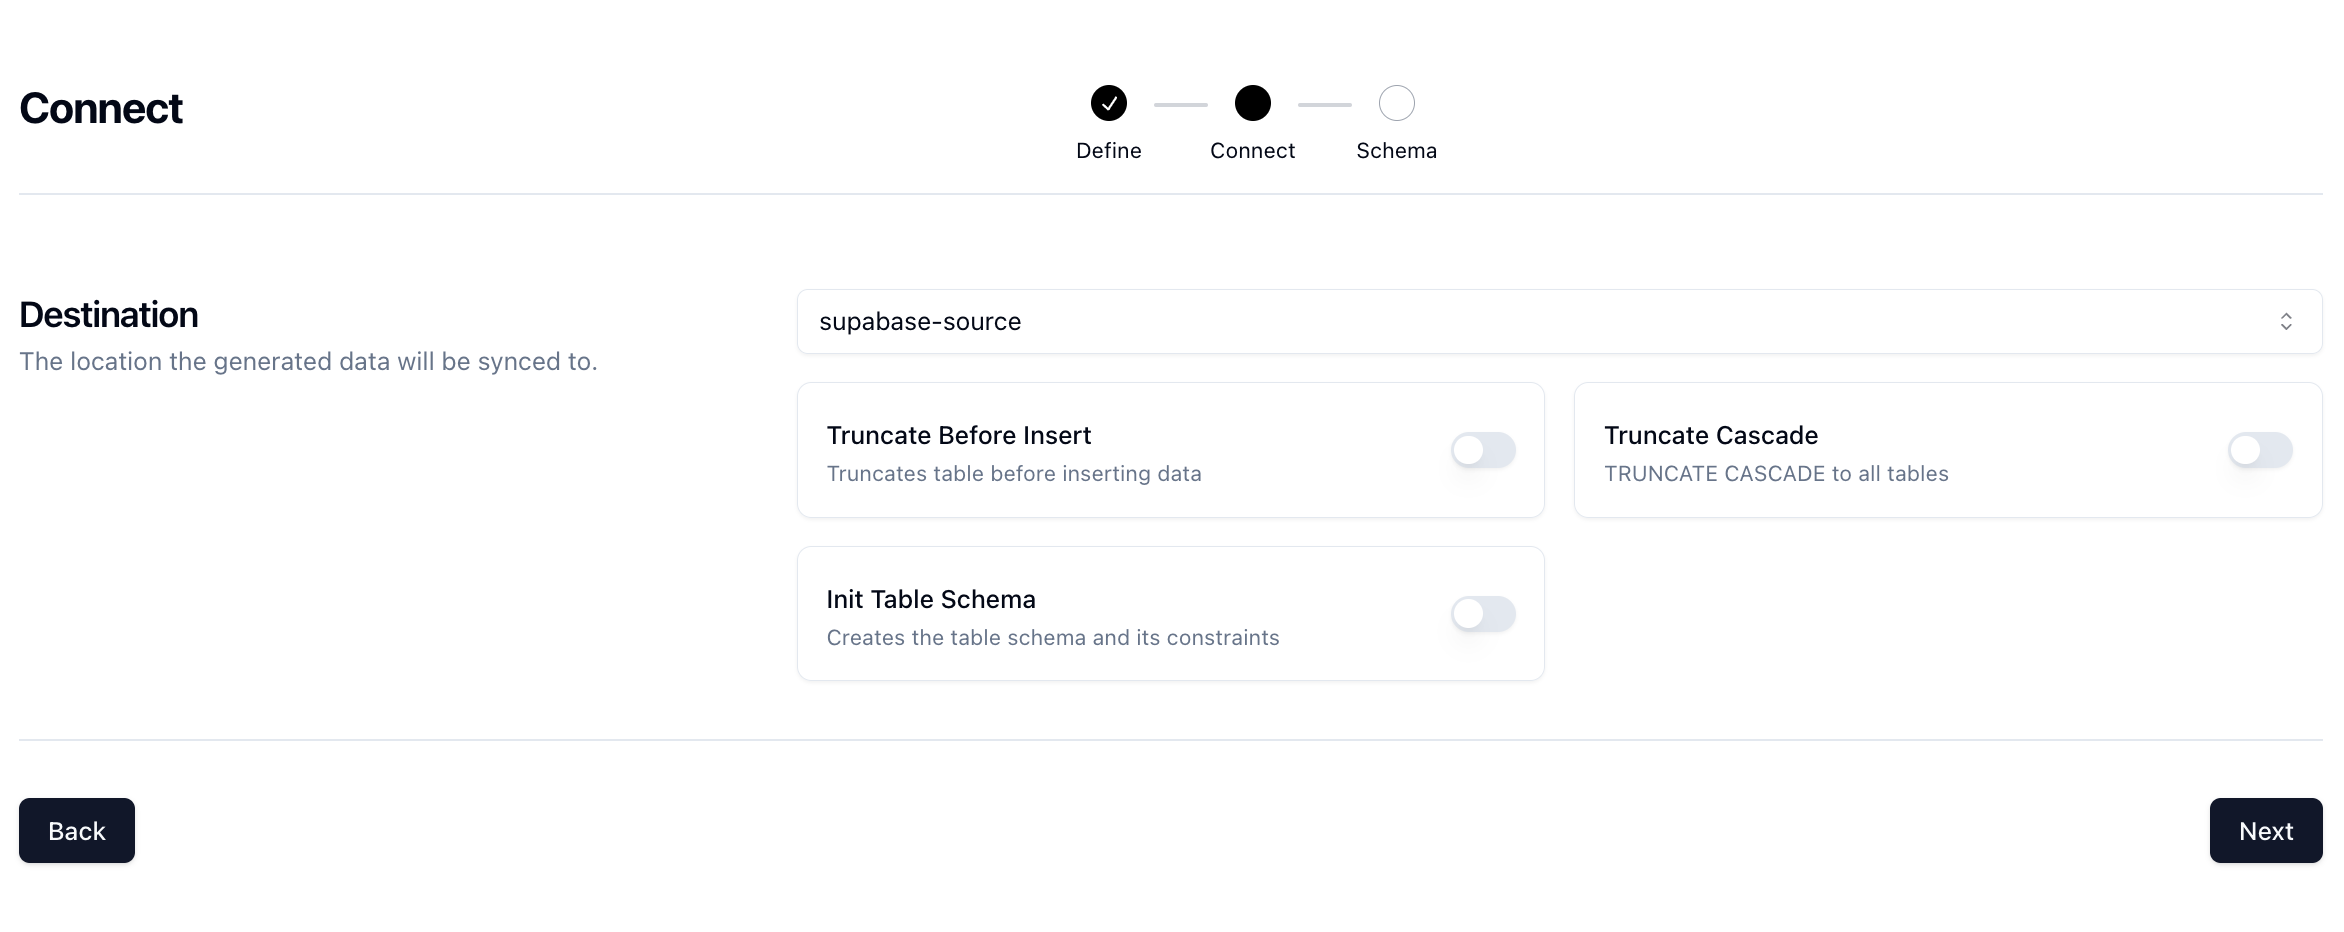 Connect
Define
Connect
Schema
Destination
The location the generated data will be synced to.
supabase-source
Truncate Before Insert
Truncates table before inserting data
Truncate Cascade
TRUNCATE CASCADE to all tables
Init Table Schema
Creates the table schema and its constraints
Back
Next